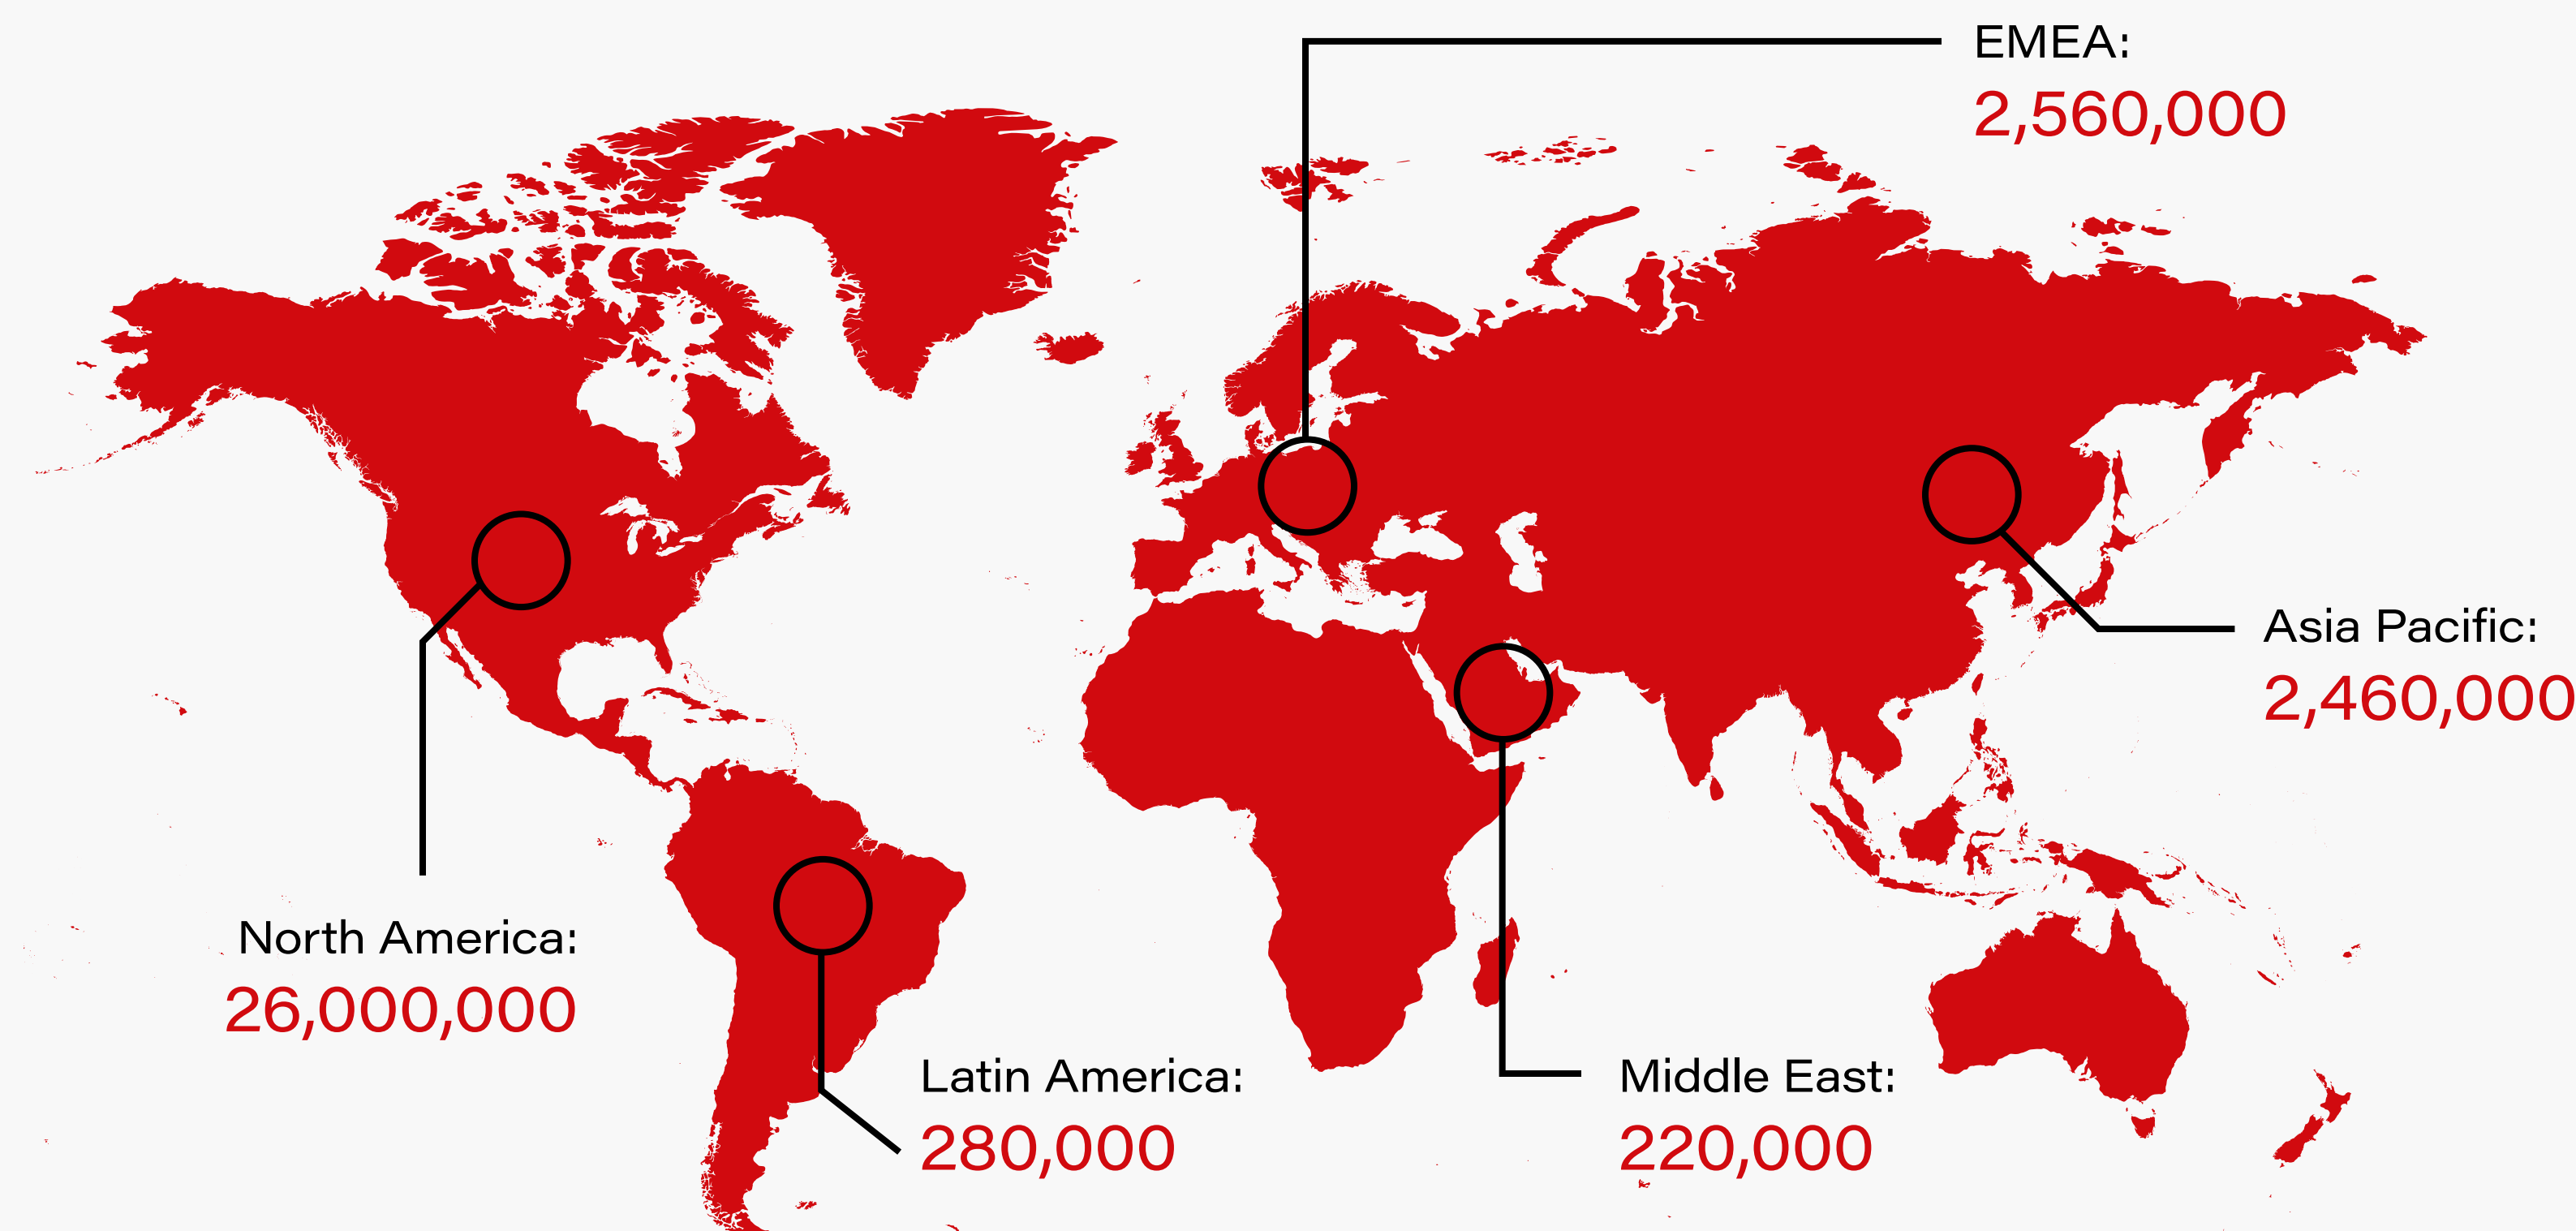 EMEA:
2,560,000
Asia Pacific:
2,460,000
North America:
26,000,000
Latin America:
280,000
Middle East:
220,000